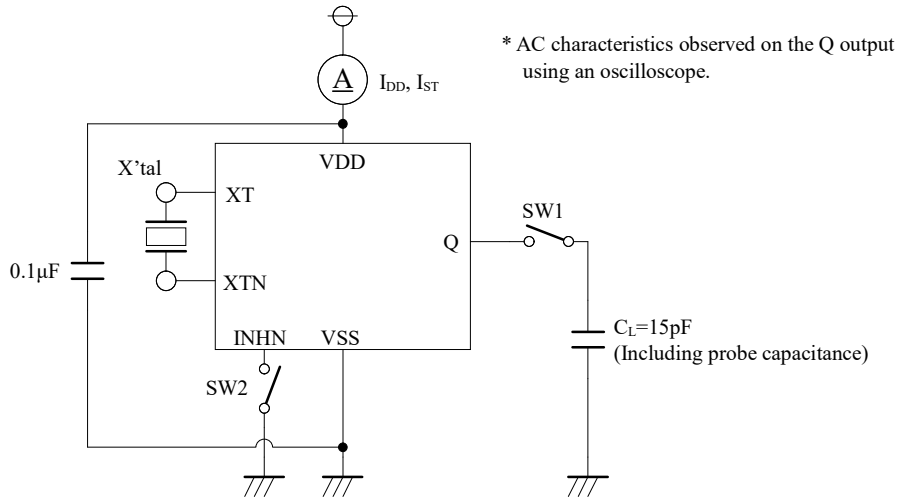 * AC characteristics observed on the Q output
using an oscilloscope.
A
IDD, IST
VDD
X'tal
XT
SW1
Q
0.1μF
XTN
CL=15pF
(Including probe capacitance)
INHN
VSS
SW2